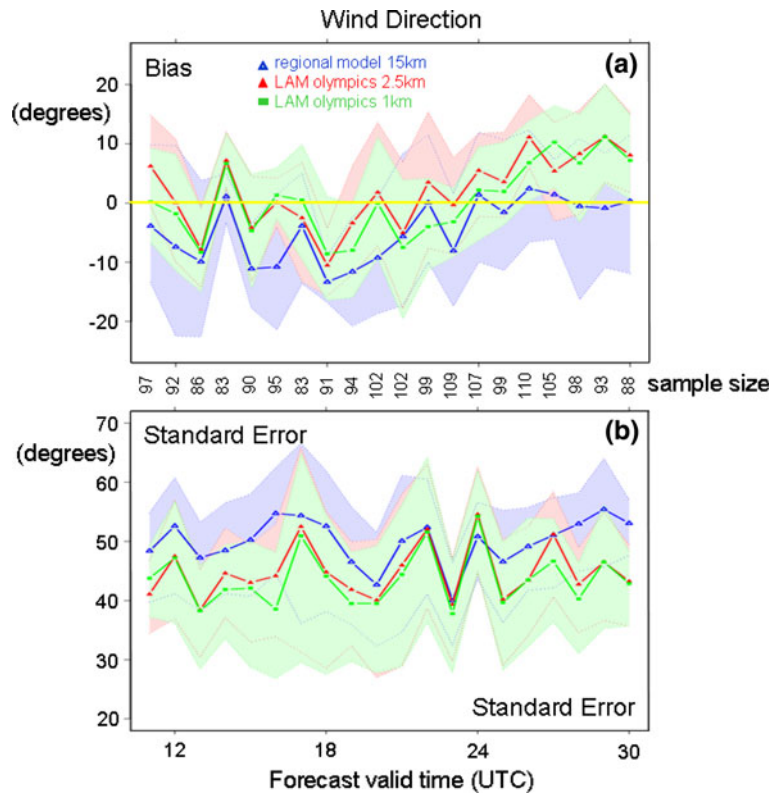 Wind Direction
Bias
(a)
regional model 15km
LAM olympics 2.5km
LAM olympics 1km
(degrees)
20
10
0
-10
-20
97 92 86 83 90 95 83 91 94 102 102 99 109 107 99 110 105 98 93 88 sample size
70
Standard Error
(b)
(degrees)
60
50
40
30
20
Standard Error
12 18 24 30
Forecast valid time (UTC)